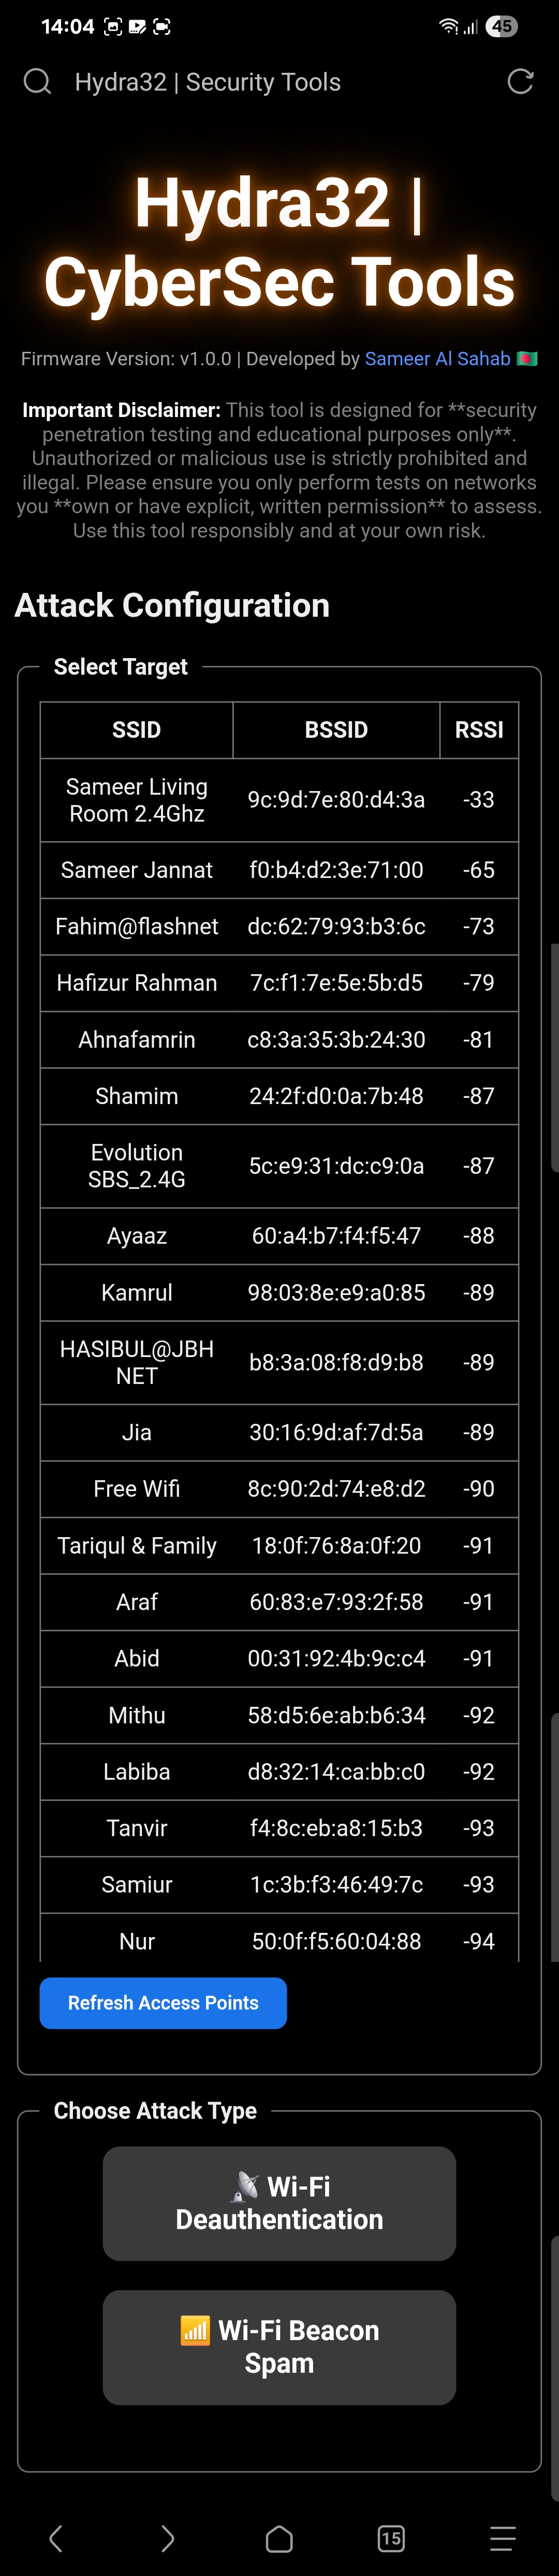 14:04
45
Hydra32 | Security Tools
Hydra32 |
CyberSec Tools
Firmware Version: v1.0.0 | Developed by Sameer Al Sahab 🇧🇩
Important Disclaimer: This tool is designed for **security
penetration testing and educational purposes only**.
Unauthorized or malicious use is strictly prohibited and
illegal. Please ensure you only perform tests on networks
you **own or have explicit, written permission** to assess.
Use this tool responsibly and at your own risk.
Attack Configuration
Select Target
SSID BSSID RSSI
Sameer Living
Room 2.4Ghz 9c:9d:7e:80:d4:3a -33
Sameer Jannat f0:b4:d2:3e:71:00 -65
Fahim@flashnet dc:62:79:93:b3:6c -73
Hafizur Rahman 7c:f1:7e:5e:5b:d5 -79
Ahnafamrin c8:3a:35:3b:24:30 -81
Shamim 24:2f:d0:0a:7b:48 -87
Evolution
SBS_2.4G 5c:e9:31:dc:c9:0a -87
Ayaaz 60:a4:b7:f4:f5:47 -88
Kamrul 98:03:8e:e9:a0:85 -89
HASIBUL@JBH
NET b8:3a:08:f8:d9:b8 -89
Jia 30:16:9d:af:7d:5a -89
Free Wifi 8c:90:2d:74:e8:d2 -90
Tariqul & Family 18:0f:76:8a:0f:20 -91
Araf 60:83:e7:93:2f:58 -91
Abid 00:31:92:4b:9c:c4 -91
Mithu 58:d5:6e:ab:b6:34 -92
Labiba d8:32:14:ca:bb:c0 -92
Tanvir f4:8c:eb:a8:15:b3 -93
Samiur 1c:3b:f3:46:49:7c -93
Nur 50:0f:f5:60:04:88 -94
Refresh Access Points
Choose Attack Type
📡 Wi-Fi
Deauthentication
📶 Wi-Fi Beacon
Spam
15